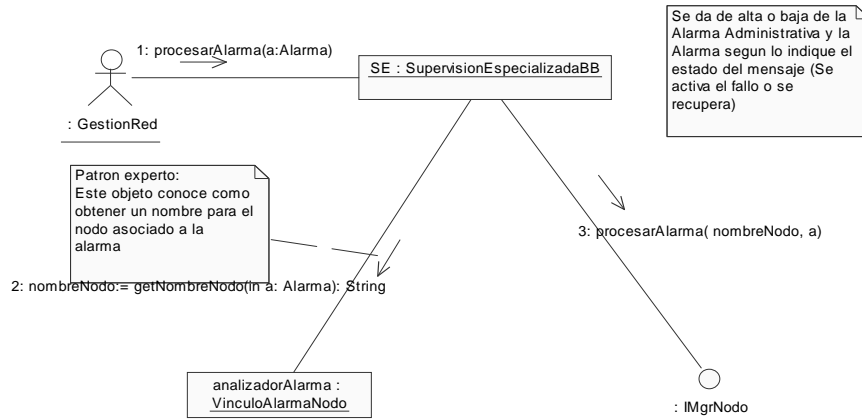 1: procesarAlarma(a:Alarma)
SE : SupervisionEspecializadaBB
Se da de alta o baja de la
Alarma Administrativa y la
Alarma segun lo indique el
estado del mensaje (Se
activa el fallo o se
recupera)
: GestionRed
Patron experto:
Este objeto conoce como
obtener un nombre para el
nodo asociado a la
alarma
3: procesarAlarma( nombreNodo, a)
2: nombreNodo:= getNombreNodo(in a: Alarma): String
analizadorAlarma :
VinculoAlarmaNodo
: IMgrNodo